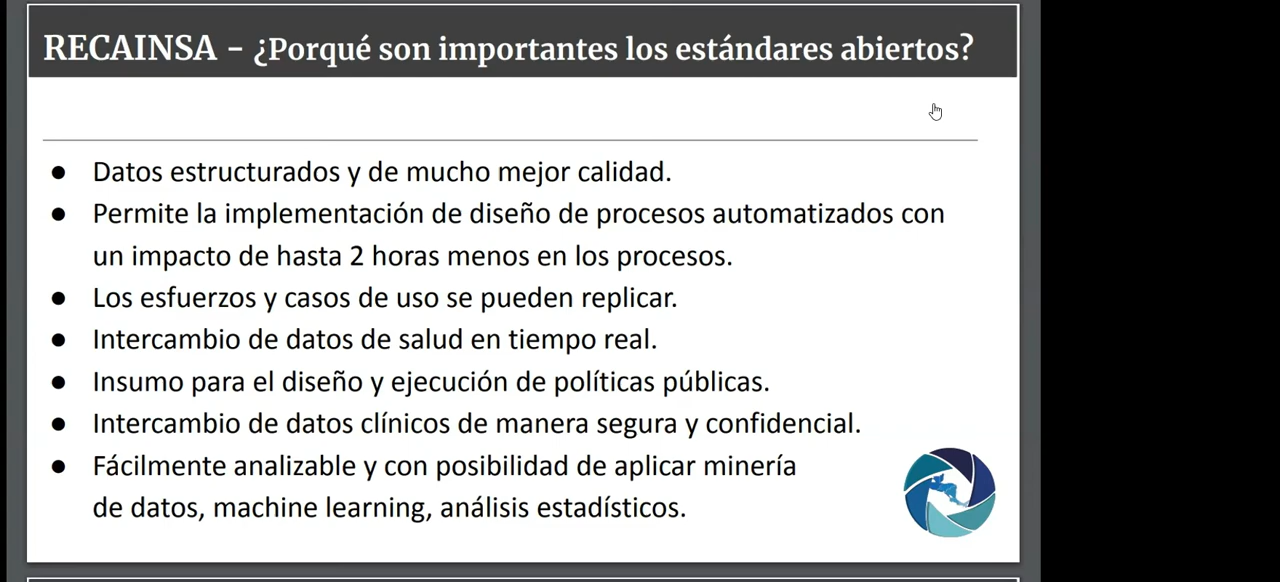 RECAINSA - ¿Porqué son importantes los estándares abiertos?
● Datos estructurados y de mucho mejor calidad.
● Permite la implementación de diseño de procesos automatizados con
un impacto de hasta 2 horas menos en los procesos.
● Los esfuerzos y casos de uso se pueden replicar.
● Intercambio de datos de salud en tiempo real.
● Insumo para el diseño y ejecución de políticas públicas.
● Intercambio de datos clínicos de manera segura y confidencial.
● Fácilmente analizable y con posibilidad de aplicar minería
de datos, machine learning, análisis estadísticos.